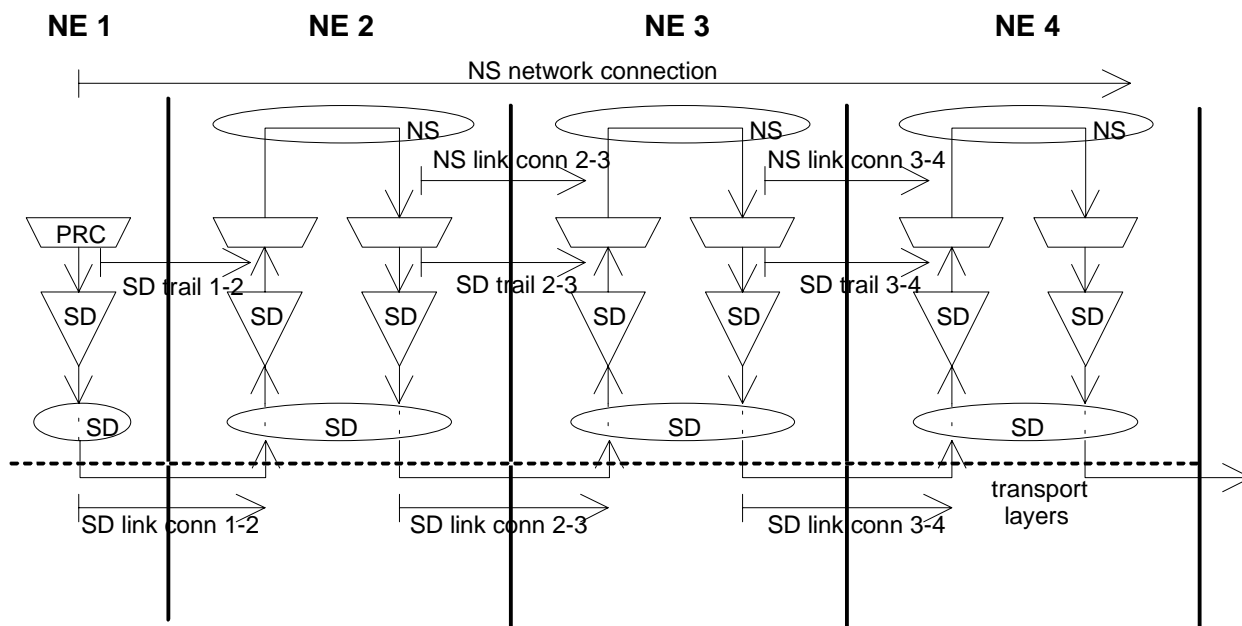 NE 1 NE 2 NE 3 NE 4
NS network connection
NS NS NS
NS link conn 2-3 NS link conn 3-4
PRC
SD trail 1-2 SD trail 2-3 SD trail 3-4
SD SD SD SD SD SD SD
SD SD SD SD
transport
layers
SD link conn 1-2 SD link conn 2-3 SD link conn 3-4